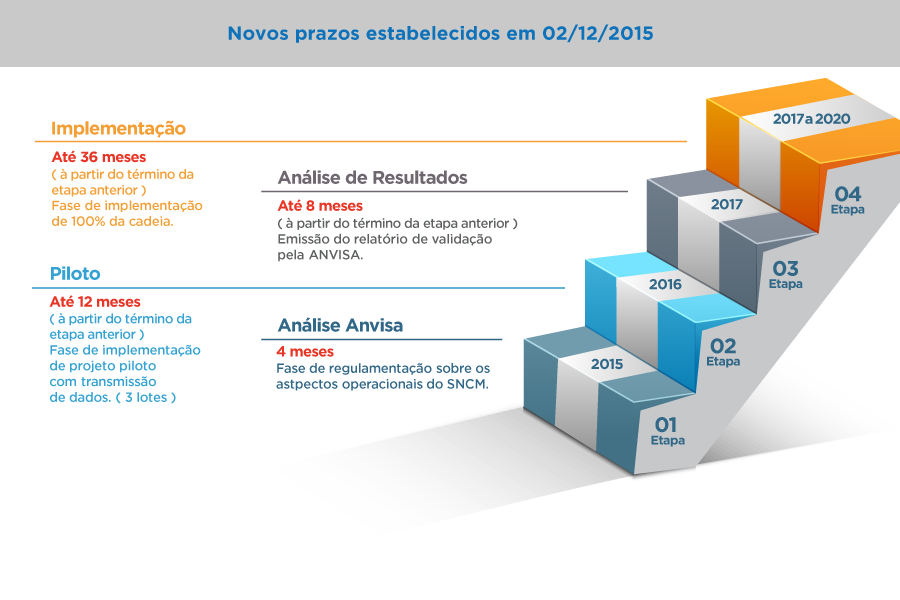 Novos prazos estabelecidos em 02/12/2015
Implementação
Até 36 meses
( à partir do término da
etapa anterior )
Fase de implementação
de 100% da cadeia.
Análise de Resultados
Até 8 meses
( à partir do término da etapa anterior )
Emissão do relatório de validação
pela ANVISA.
Piloto
Até 12 meses
( à partir do término da
etapa anterior )
Fase de implementação
de projeto piloto
com transmissão
de dados. ( 3 lotes )
Análise Anvisa
4 meses
Fase de regulamentação sobre os
astpectos operacionais do SNCM.
2017 a 2020
04
Etapa
2017
03
Etapa
2016
02
Etapa
2015
01
Etapa